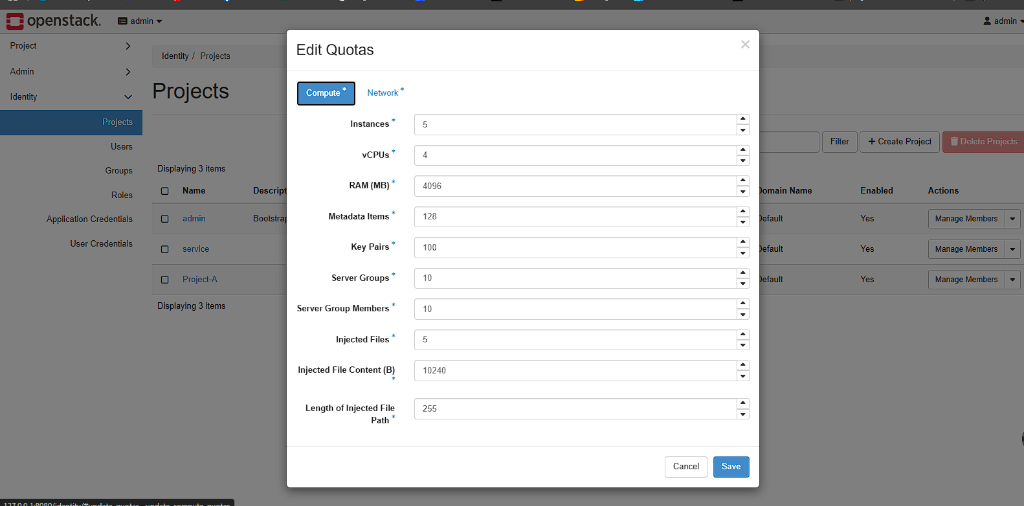 openstack. admin
admin
Project
Admin
Identity
Projects
Users
Groups
Roles
Application Credentials
User Credentials
Identity / Projects
Projects
Filter
+ Create Project
Delete Projects
Displaying 3 items
Name
Descript
Domain Name
Enabled
Actions
admin
Bootstrap
Default
Yes
Manage Members
service
Default
Yes
Manage Members
Project-A
Default
Yes
Manage Members
Displaying 3 items
Edit Quotas
×
Compute *
Network *
Instances * 5
vCPUs * 4
RAM (MB) * 4096
Metadata Items * 128
Key Pairs * 100
Server Groups * 10
Server Group Members * 10
Injected Files * 5
Injected File Content (B) 10240
*
Length of Injected File 255
Path *
Cancel
Save